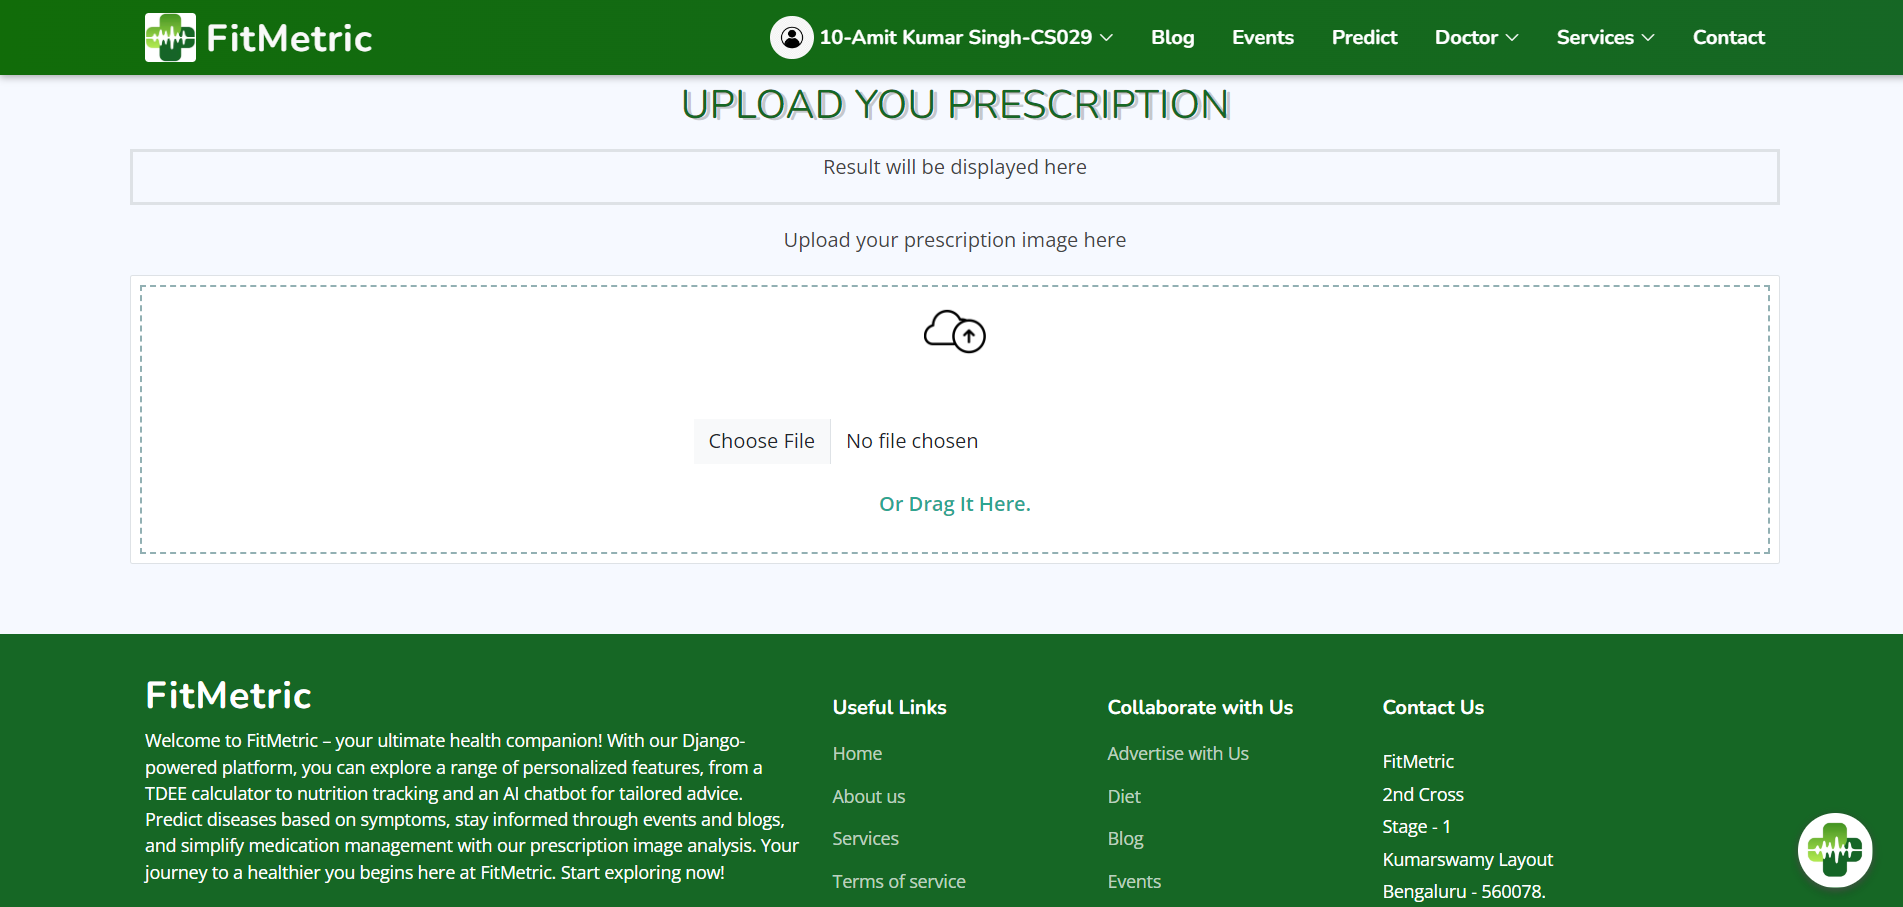 FitMetric
10-Amit Kumar Singh-CS029 Blog Events Predict Doctor Services Contact
UPLOAD YOU PRESCRIPTION
Result will be displayed here
Upload your prescription image here
Choose File No file chosen
Or Drag It Here.
FitMetric
Welcome to FitMetric – your ultimate health companion! With our Django-
powered platform, you can explore a range of personalized features, from a
TDEE calculator to nutrition tracking and an AI chatbot for tailored advice.
Predict diseases based on symptoms, stay informed through events and blogs,
and simplify medication management with our prescription image analysis. Your
journey to a healthier you begins here at FitMetric. Start exploring now!
Useful Links
Home
About us
Services
Terms of service
Collaborate with Us
Advertise with Us
Diet
Blog
Events
Contact Us
FitMetric
2nd Cross
Stage - 1
Kumarswamy Layout
Bengaluru - 560078.